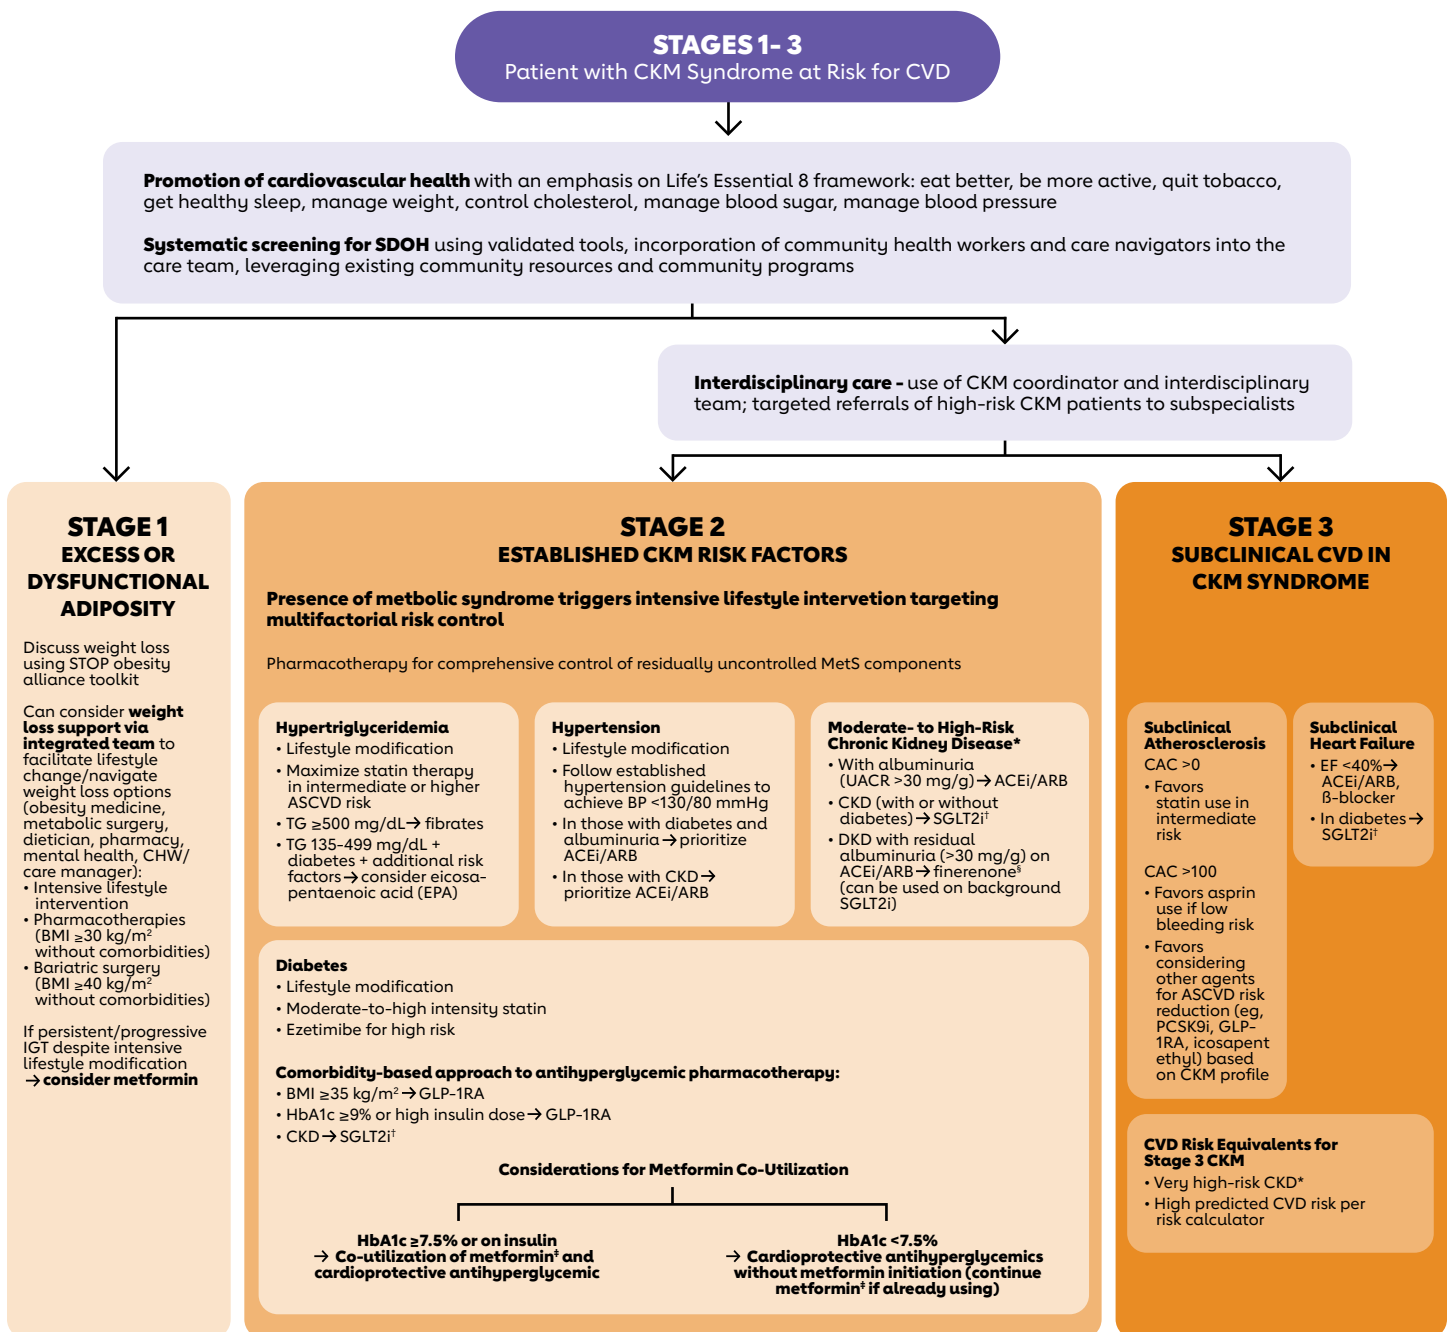 STAGES 1- 3
Patient with CKM Syndrome at Risk for CVD
Promotion of cardiovascular health with an emphasis on Life’s Essential 8 framework: eat better, be more active, quit tobacco,
get healthy sleep, manage weight, control cholesterol, manage blood sugar, manage blood pressure
Systematic screening for SDOH using validated tools, incorporation of community health workers and care navigators into the
care team, leveraging existing community resources and community programs
Interdisciplinary care - use of CKM coordinator and interdisciplinary
team; targeted referrals of high-risk CKM patients to subspecialists
STAGE 1
EXCESS OR
DYSFUNCTIONAL
ADIPOSITY
Discuss weight loss
using STOP obesity
alliance toolkit
Can consider weight
loss support via
integrated team to
facilitate lifestyle
change/navigate
weight loss options
(obesity medicine,
metabolic surgery,
dietician, pharmacy,
mental health, CHW/
care manager):
• Intensive lifestyle
intervention
• Pharmacotherapies
(BMI ≥30 kg/m²
without comorbidities)
• Bariatric surgery
(BMI ≥40 kg/m²
without comorbidities)
If persistent/progressive
IGT despite intensive
lifestyle modification
→ consider metformin
STAGE 2
ESTABLISHED CKM RISK FACTORS
Presence of metbolic syndrome triggers intensive lifestyle intervetion targeting
multifactorial risk control
Pharmacotherapy for comprehensive control of residually uncontrolled MetS components
Hypertriglyceridemia
• Lifestyle modification
• Maximize statin therapy
in intermediate or higher
ASCVD risk
• TG ≥500 mg/dL→ fibrates
• TG 135-499 mg/dL +
diabetes + additional risk
factors → consider eicosa-
pentaenoic acid (EPA)
Hypertension
• Lifestyle modification
• Follow established
hypertension guidelines to
achieve BP <130/80 mmHg
• In those with diabetes and
albuminuria → prioritize
ACEi/ARB
• In those with CKD →
prioritize ACEi/ARB
Moderate- to High-Risk
Chronic Kidney Disease*
• With albuminuria
(UACR >30 mg/g) → ACEi/ARB
• CKD (with or without
diabetes) → SGLT2i†
• DKD with residual
albuminuria (>30 mg/g) on
ACEi/ARB → finerenone§
(can be used on background
SGLT2i)
Diabetes
• Lifestyle modification
• Moderate-to-high intensity statin
• Ezetimibe for high risk
Comorbidity-based approach to antihyperglycemic pharmacotherapy:
• BMI ≥35 kg/m² → GLP-1RA
• HbA1c ≥9% or high insulin dose → GLP-1RA
• CKD → SGLT2i†
Considerations for Metformin Co-Utilization
HbA1c ≥7.5% or on insulin
→ Co-utilization of metformin‡ and
cardioprotective antihyperglycemic
HbA1c <7.5%
→ Cardioprotective antihyperglycemics
without metformin initiation (continue
metformin‡ if already using)
STAGE 3
SUBCLINICAL CVD IN
CKM SYNDROME
Subclinical
Atherosclerosis
CAC >0
• Favors
statin use in
intermediate
risk
CAC >100
• Favors asprin
use if low
bleeding risk
• Favors
considering
other agents
for ASCVD risk
reduction (eg,
PCSK9i, GLP-
1RA, icosapent
ethyl) based
on CKM profile
Subclinical
Heart Failure
• EF <40% →
ACEi/ARB,
ß-blocker
• In diabetes →
SGLT2i†
CVD Risk Equivalents for
Stage 3 CKM
• Very high-risk CKD*
• High predicted CVD risk per
risk calculator